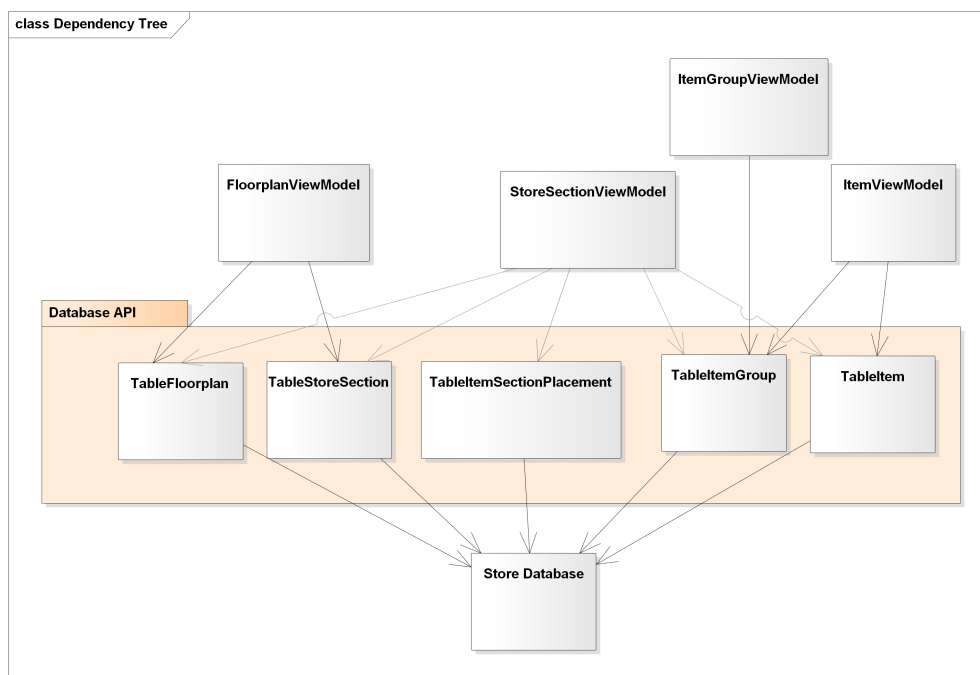 class Dependency Tree
ItemGroupViewModel
FloorplanViewModel
StoreSectionViewModel
ItemViewModel
Database API
TableFloorplan
TableStoreSection
TableItemSectionPlacement
TableItemGroup
TableItem
Store Database